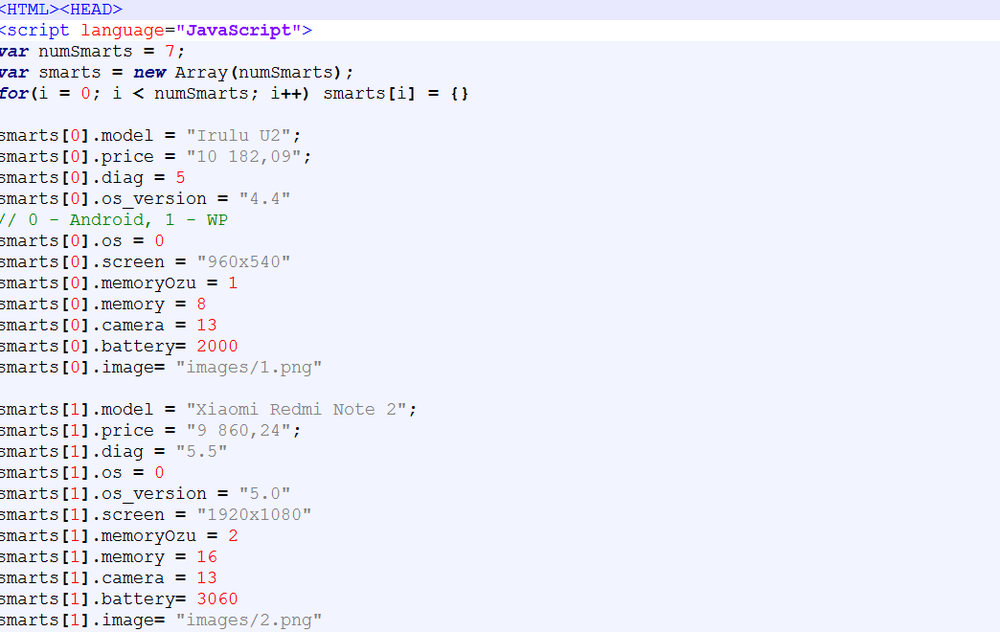 <HTML><HEAD>
<script language="JavaScript">
var numSmarts = 7;
var smarts = new Array(numSmarts);
for(i = 0; i < numSmarts; i++) smarts[i] = {}

smarts[0].model = "Irulu U2";
smarts[0].price = "10 182,09";
smarts[0].diag = 5
smarts[0].os_version = "4.4"
// 0 - Android, 1 - WP
smarts[0].os = 0
smarts[0].screen = "960x540"
smarts[0].memoryOzu = 1
smarts[0].memory = 8
smarts[0].camera = 13
smarts[0].battery= 2000
smarts[0].image= "images/1.png"

smarts[1].model = "Xiaomi Redmi Note 2";
smarts[1].price = "9 860,24";
smarts[1].diag = "5.5"
smarts[1].os = 0
smarts[1].os_version = "5.0"
smarts[1].screen = "1920x1080"
smarts[1].memoryOzu = 2
smarts[1].memory = 16
smarts[1].camera = 13
smarts[1].battery= 3060
smarts[1].image= "images/2.png"